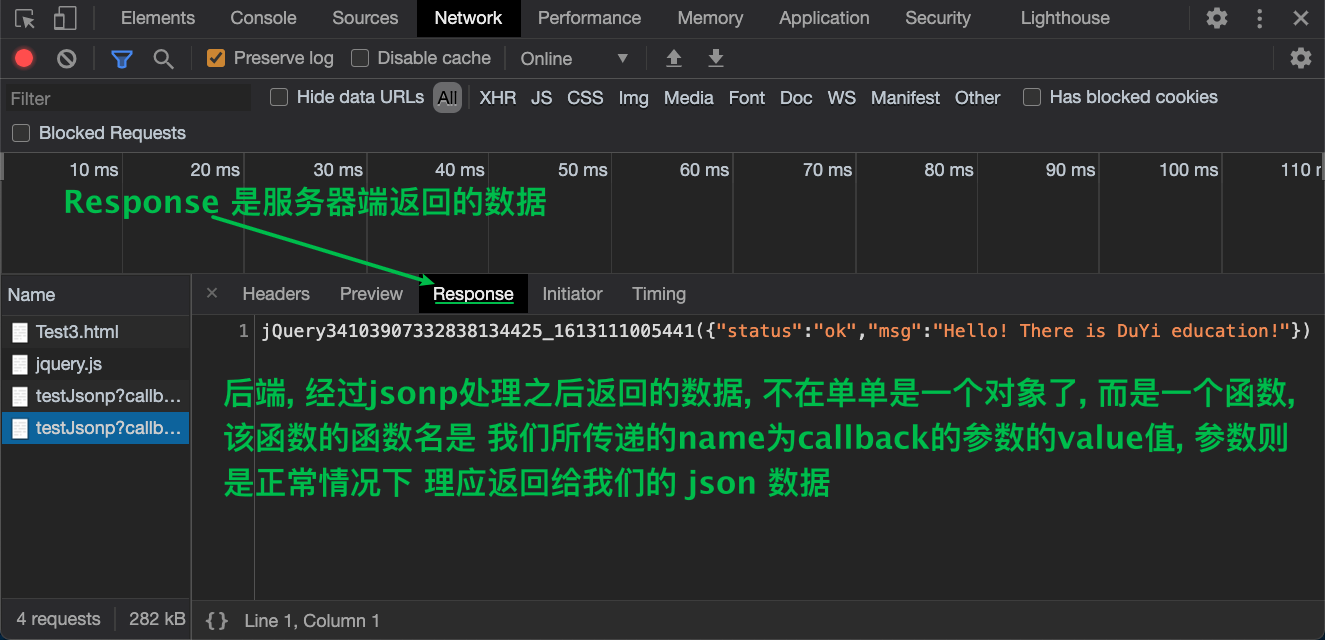 Elements Console Sources Network Performance Memory Application Security Lighthouse
Preserve log Disable cache Online
Filter Hide data URLs All XHR JS CSS Img Media Font Doc WS Manifest Other Has blocked cookies
Blocked Requests
10 ms 20 ms 30 ms 40 ms 50 ms 60 ms 70 ms 80 ms 90 ms 100 ms 110 r
Response 是服务器端返回的数据
Name × Headers Preview Response Initiator Timing
Test3.html
jquery.js
testJsonp?callb...
testJsonp?callb...
1 jQuery34103907332838134425_1613111005441({"status":"ok","msg":"Hello! There is DuYi education!"})
后端, 经过jsonp处理之后返回的数据, 不在单单是一个对象了, 而是一个函数,
该函数的函数名是 我们所传递的name为callback的参数的value值, 参数则
是正常情况下 理应返回给我们的 json 数据
4 requests 282 kB {} Line 1, Column 1